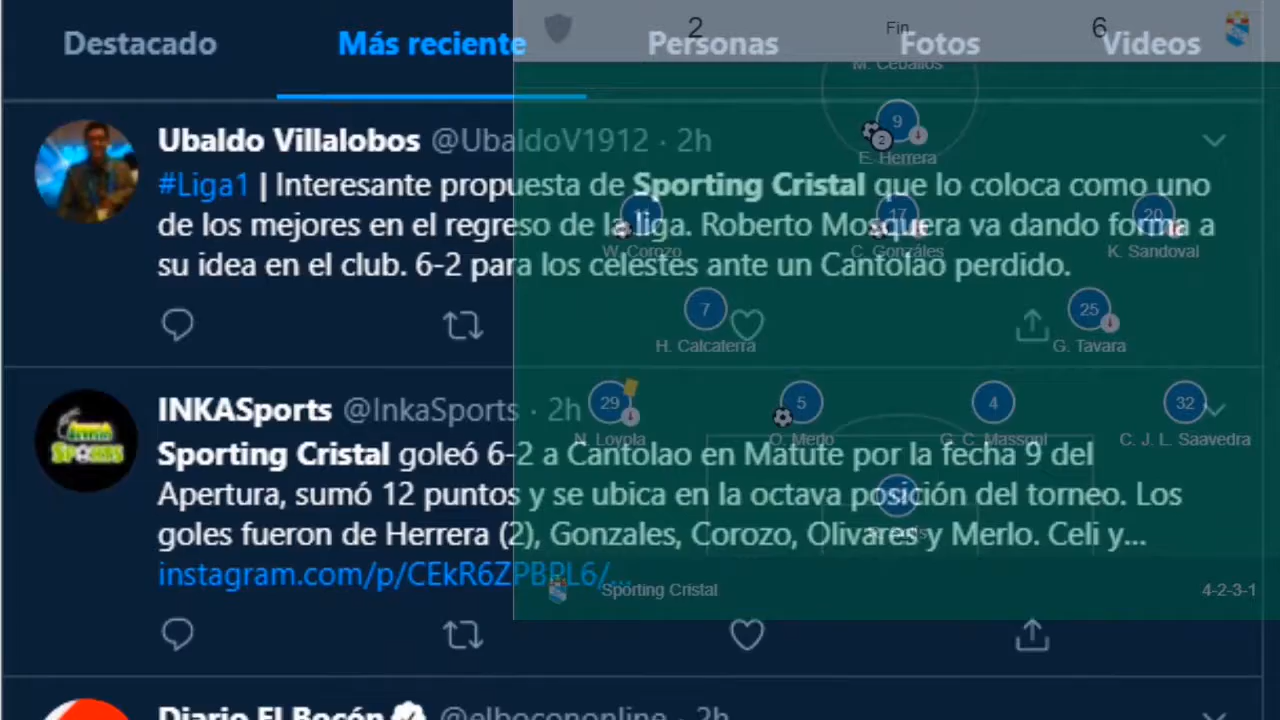 2 Fin 6
Destacado Más reciente Personas Fotos Videos
M. Ceballos
9
2
E. Herrera
Ubaldo Villalobos @UbaldoV1912 · 2h
#Liga1 | Interesante propuesta de Sporting Cristal que lo coloca como uno
de los mejores en el regreso de la liga. Roberto Mosquera va dando forma a
su idea en el club. 6-2 para los celestes ante un Cantolao perdido.
17 20
W. Corozo C. Gonzáles K. Sandoval
7 25
H. Calcaterra G. Tavara
INKASports @InkaSports · 2h
Sporting Cristal goleó 6-2 a Cantolao en Matute por la fecha 9 del
Apertura, sumó 12 puntos y se ubica en la octava posición del torneo. Los
goles fueron de Herrera (2), Gonzales, Corozo, Olivares y Merlo. Celi y...
instagram.com/p/CEkR6ZPBPL6/...
29 5 4 32
N. Loyola O. Merlo G. C. Massoni C. J. L. Saavedra
Sporting Cristal 4-2-3-1
Diario El Bocón @elbocononline · 2h